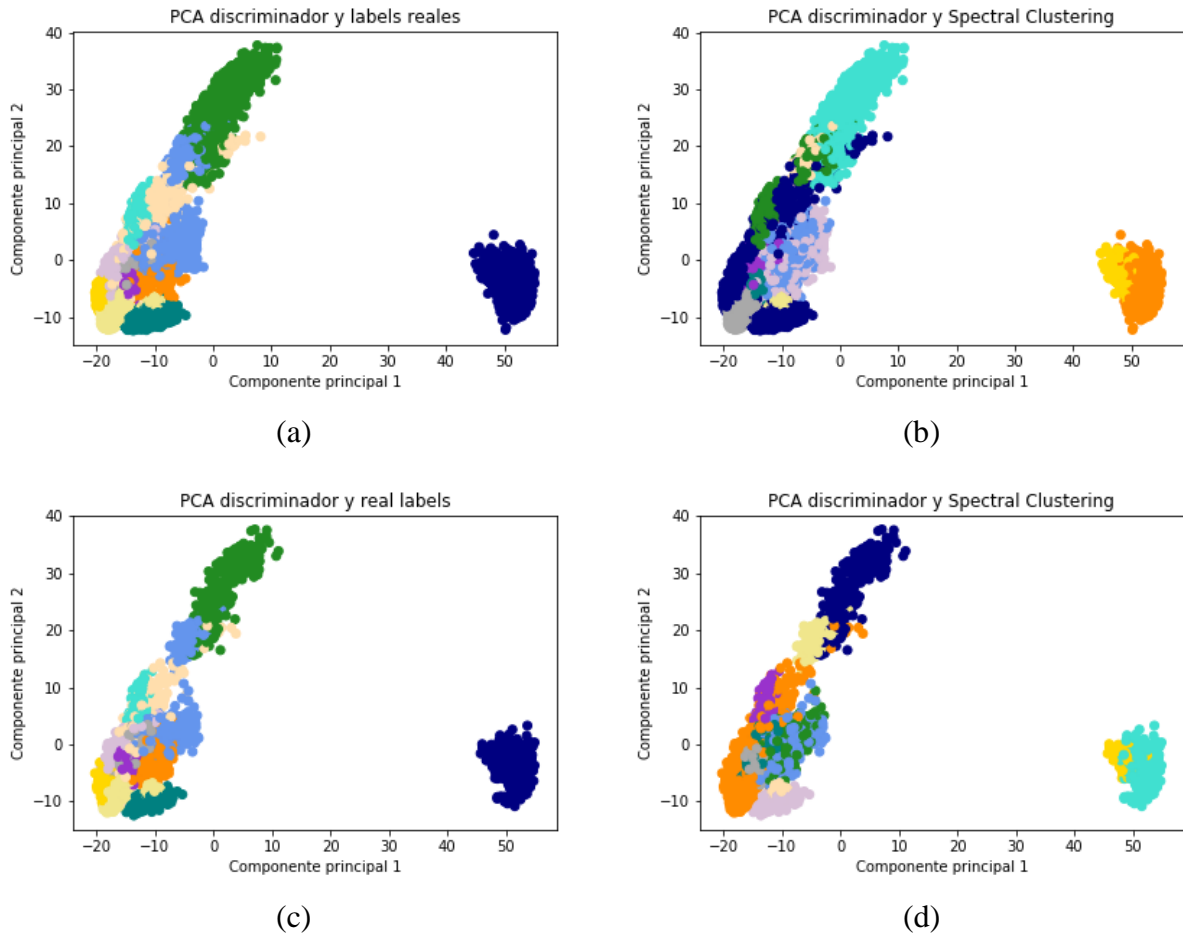 PCA discriminador y labels reales
40
30
20
10
0
−10
Componente principal 2
−20 −10 0 10 20 30 40 50
Componente principal 1
(a)
PCA discriminador y Spectral Clustering
40
30
20
10
0
−10
Componente principal 2
−20 −10 0 10 20 30 40 50
Componente principal 1
(b)
PCA discriminador y real labels
40
30
20
10
0
−10
Componente principal 2
−20 −10 0 10 20 30 40 50
Componente principal 1
(c)
PCA discriminador y Spectral Clustering
40
30
20
10
0
−10
Componente principal 2
−20 −10 0 10 20 30 40 50
Componente principal 1
(d)